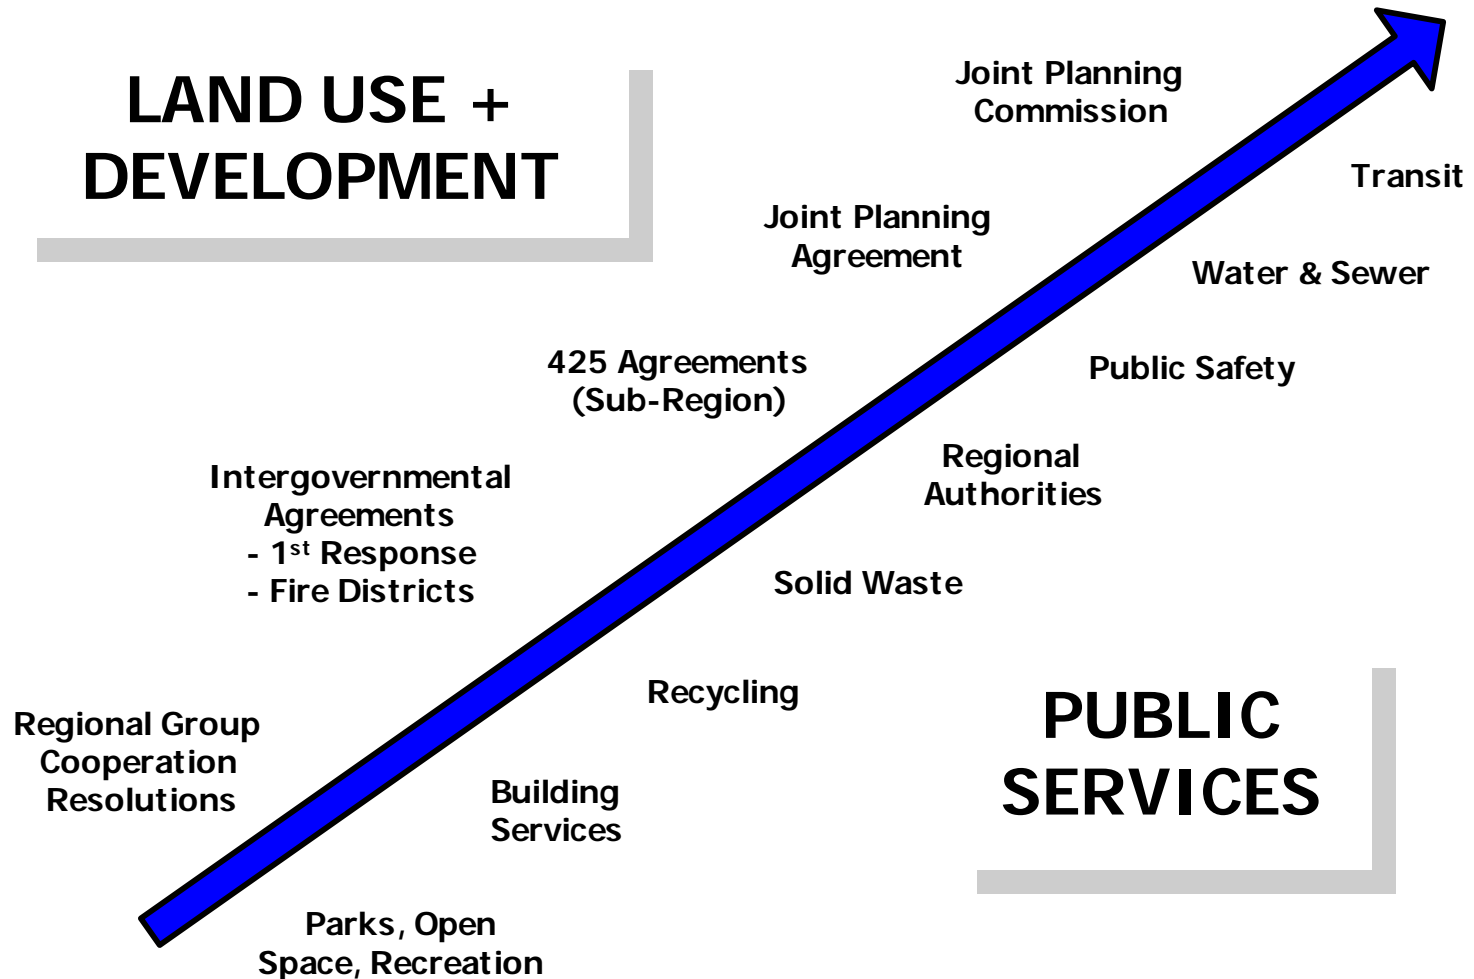 LAND USE +
DEVELOPMENT
Joint Planning
Commission
Transit
Joint Planning
Agreement
Water & Sewer
425 Agreements
(Sub-Region)
Public Safety
Regional
Authorities
Intergovernmental
Agreements
- 1st Response
- Fire Districts
Solid Waste
Recycling
Regional Group
Cooperation
Resolutions
PUBLIC
SERVICES
Building
Services
Parks, Open
Space, Recreation